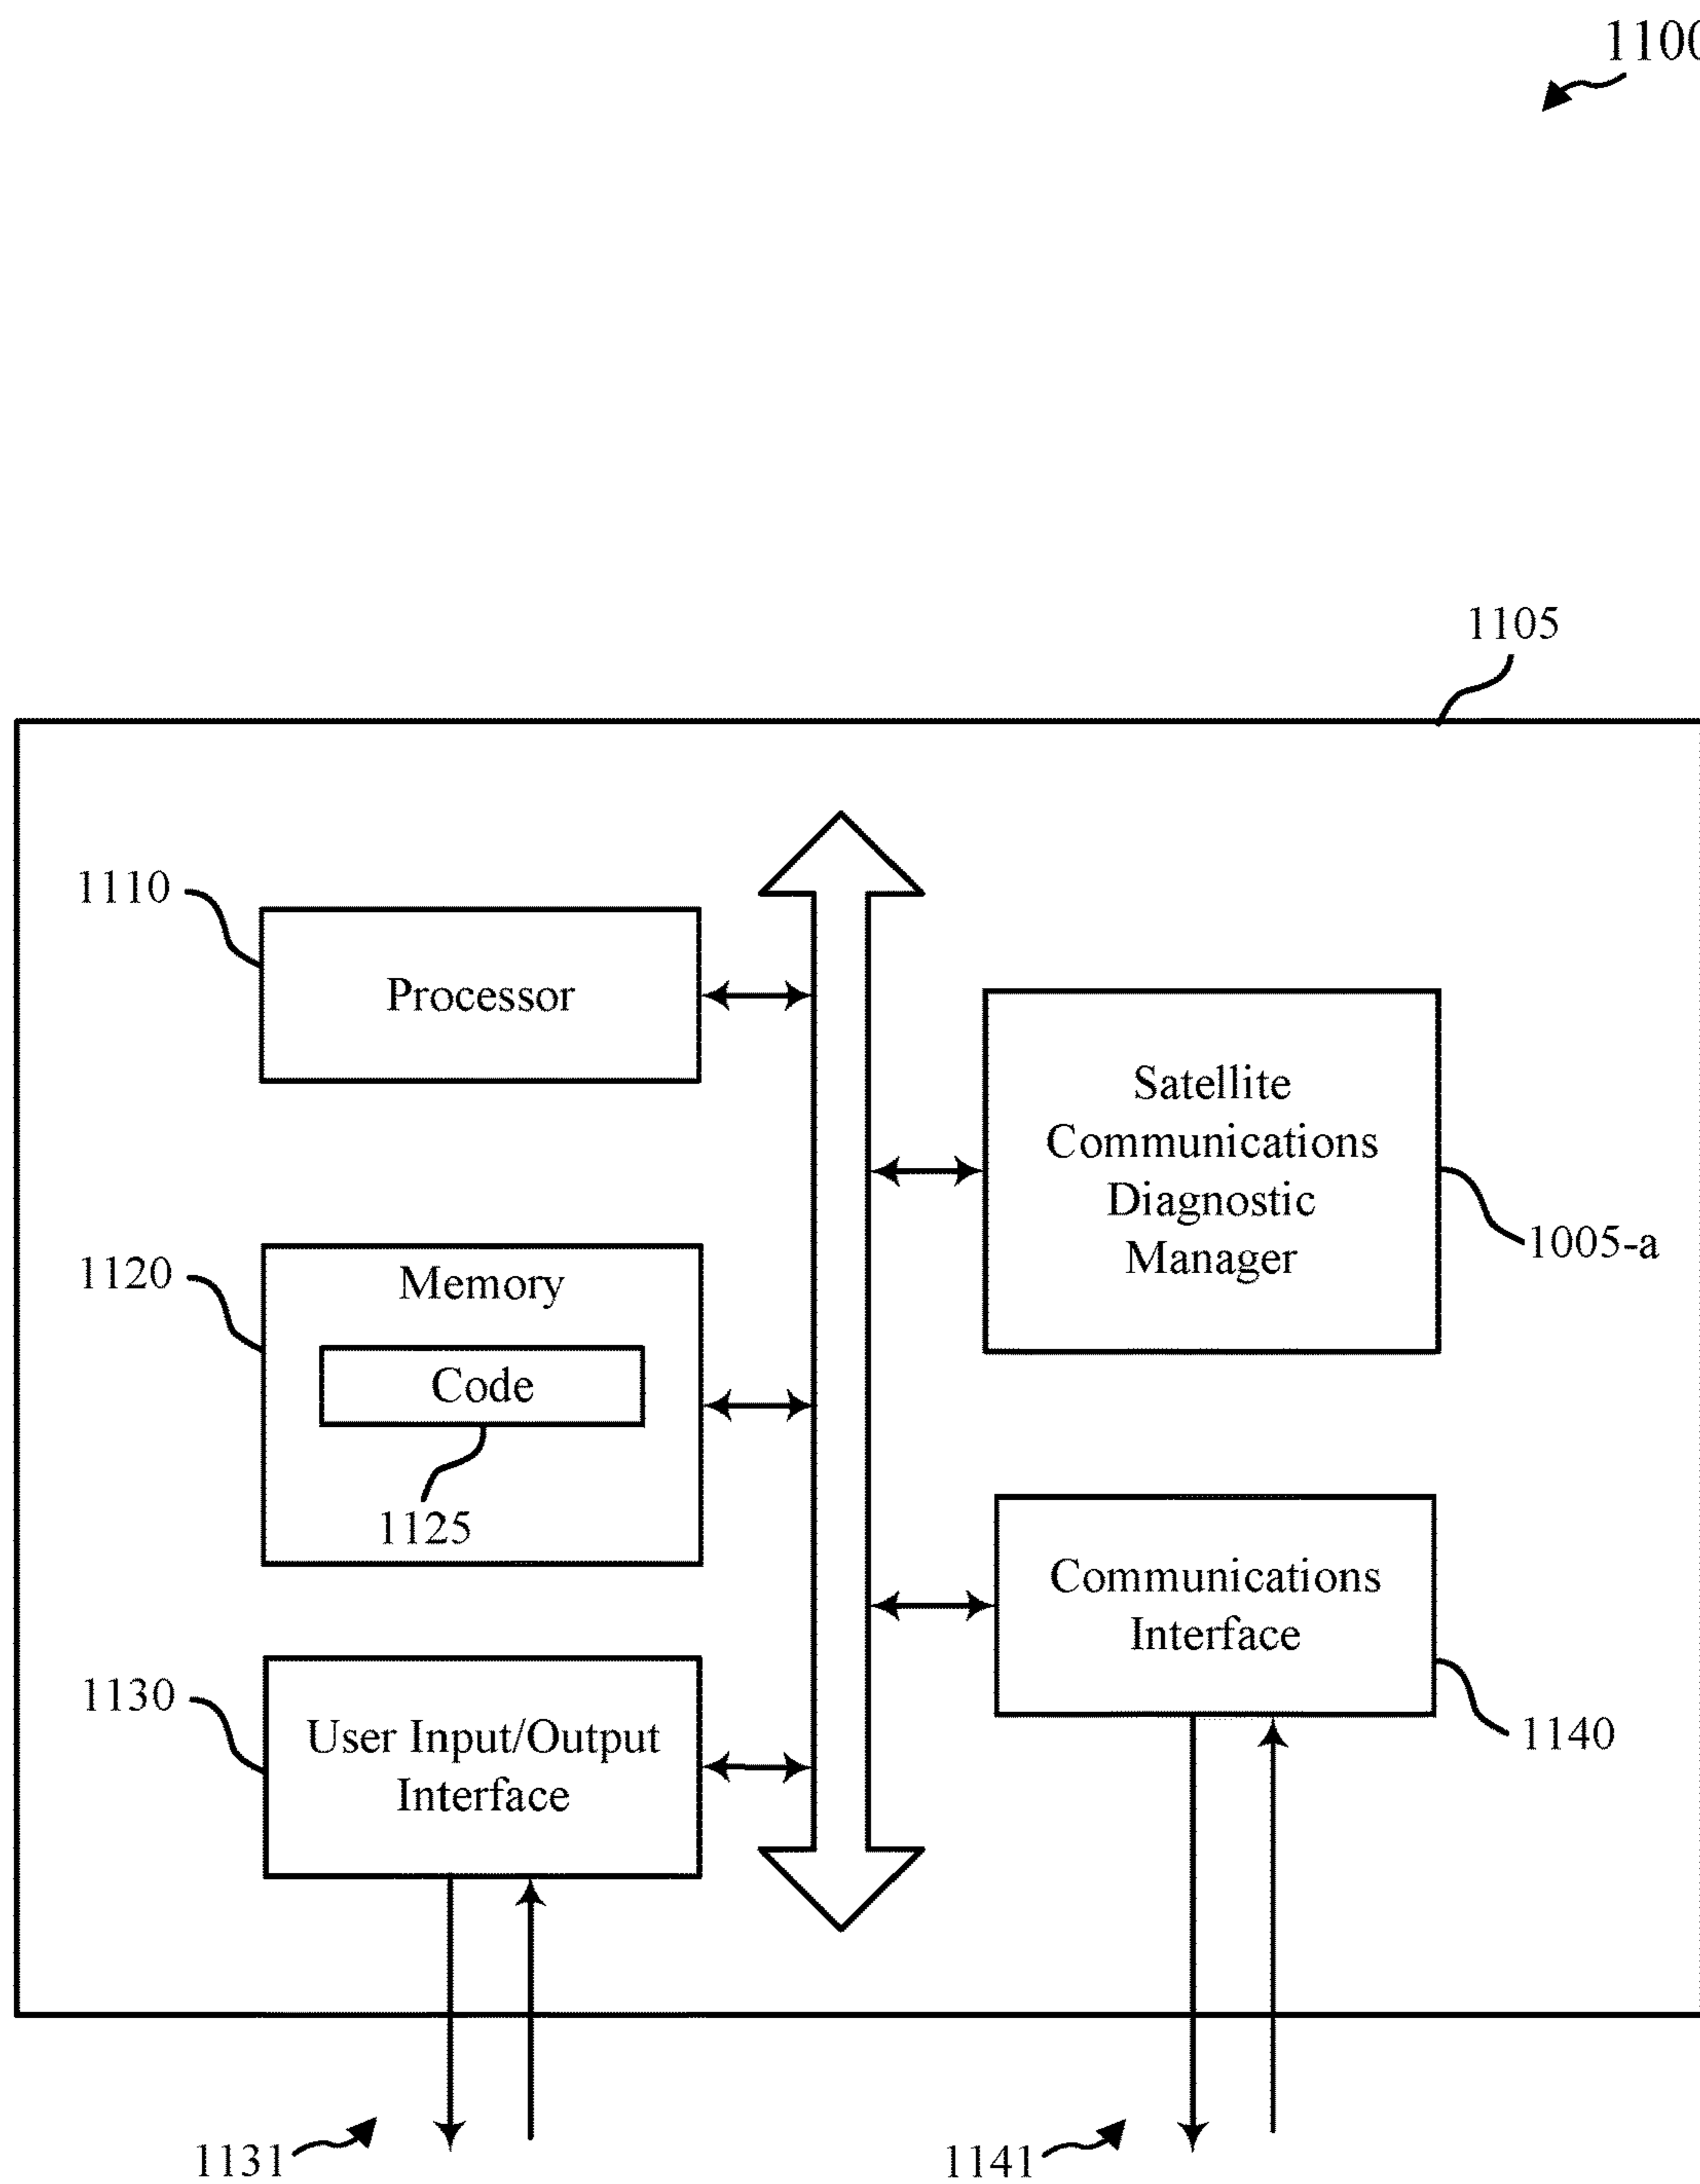 1100
1105
1110
Processor
Satellite
Communications
Diagnostic
Manager
1005-a
1120
Memory
Code
1125
Communications
Interface
1140
1130
User Input/Output
Interface
1131
1141